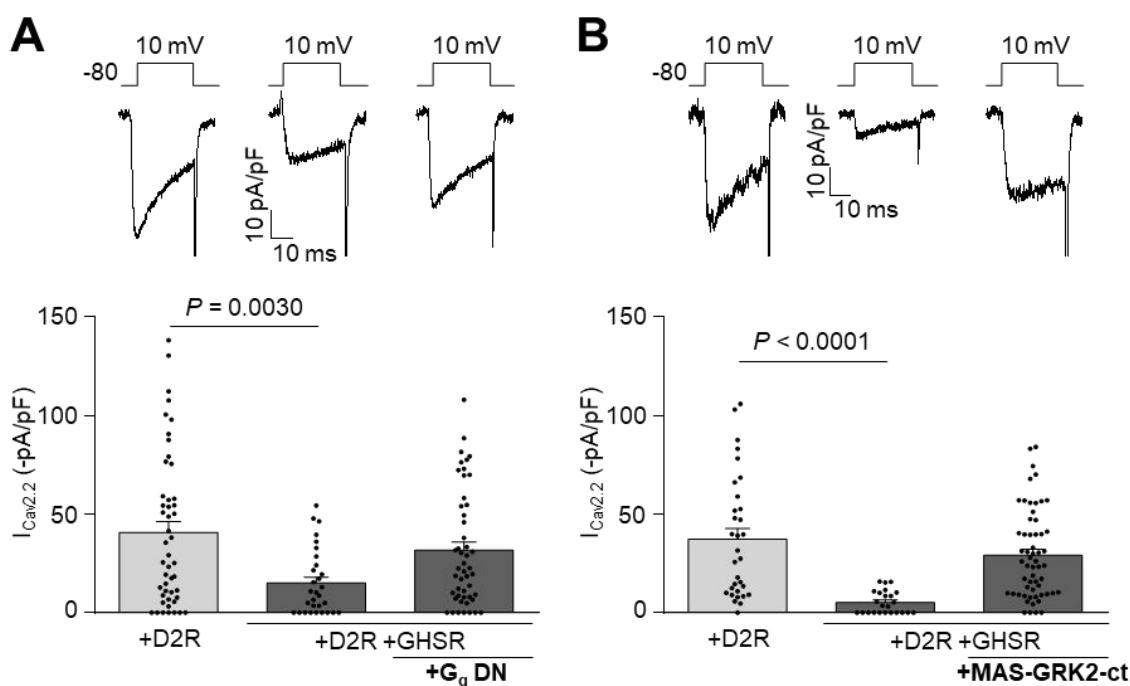 A
10 mV
10 mV
10 mV
-80
10 pA/pF
10 ms
150
100
50
0
I_Cav2.2 (-pA/pF)
P = 0.0030
+D2R
+D2R +GHSR
+Gq DN
B
10 mV
10 mV
10 mV
-80
10 pA/pF
10 ms
150
100
50
0
I_Cav2.2 (-pA/pF)
P < 0.0001
+D2R
+D2R +GHSR
+MAS-GRK2-ct